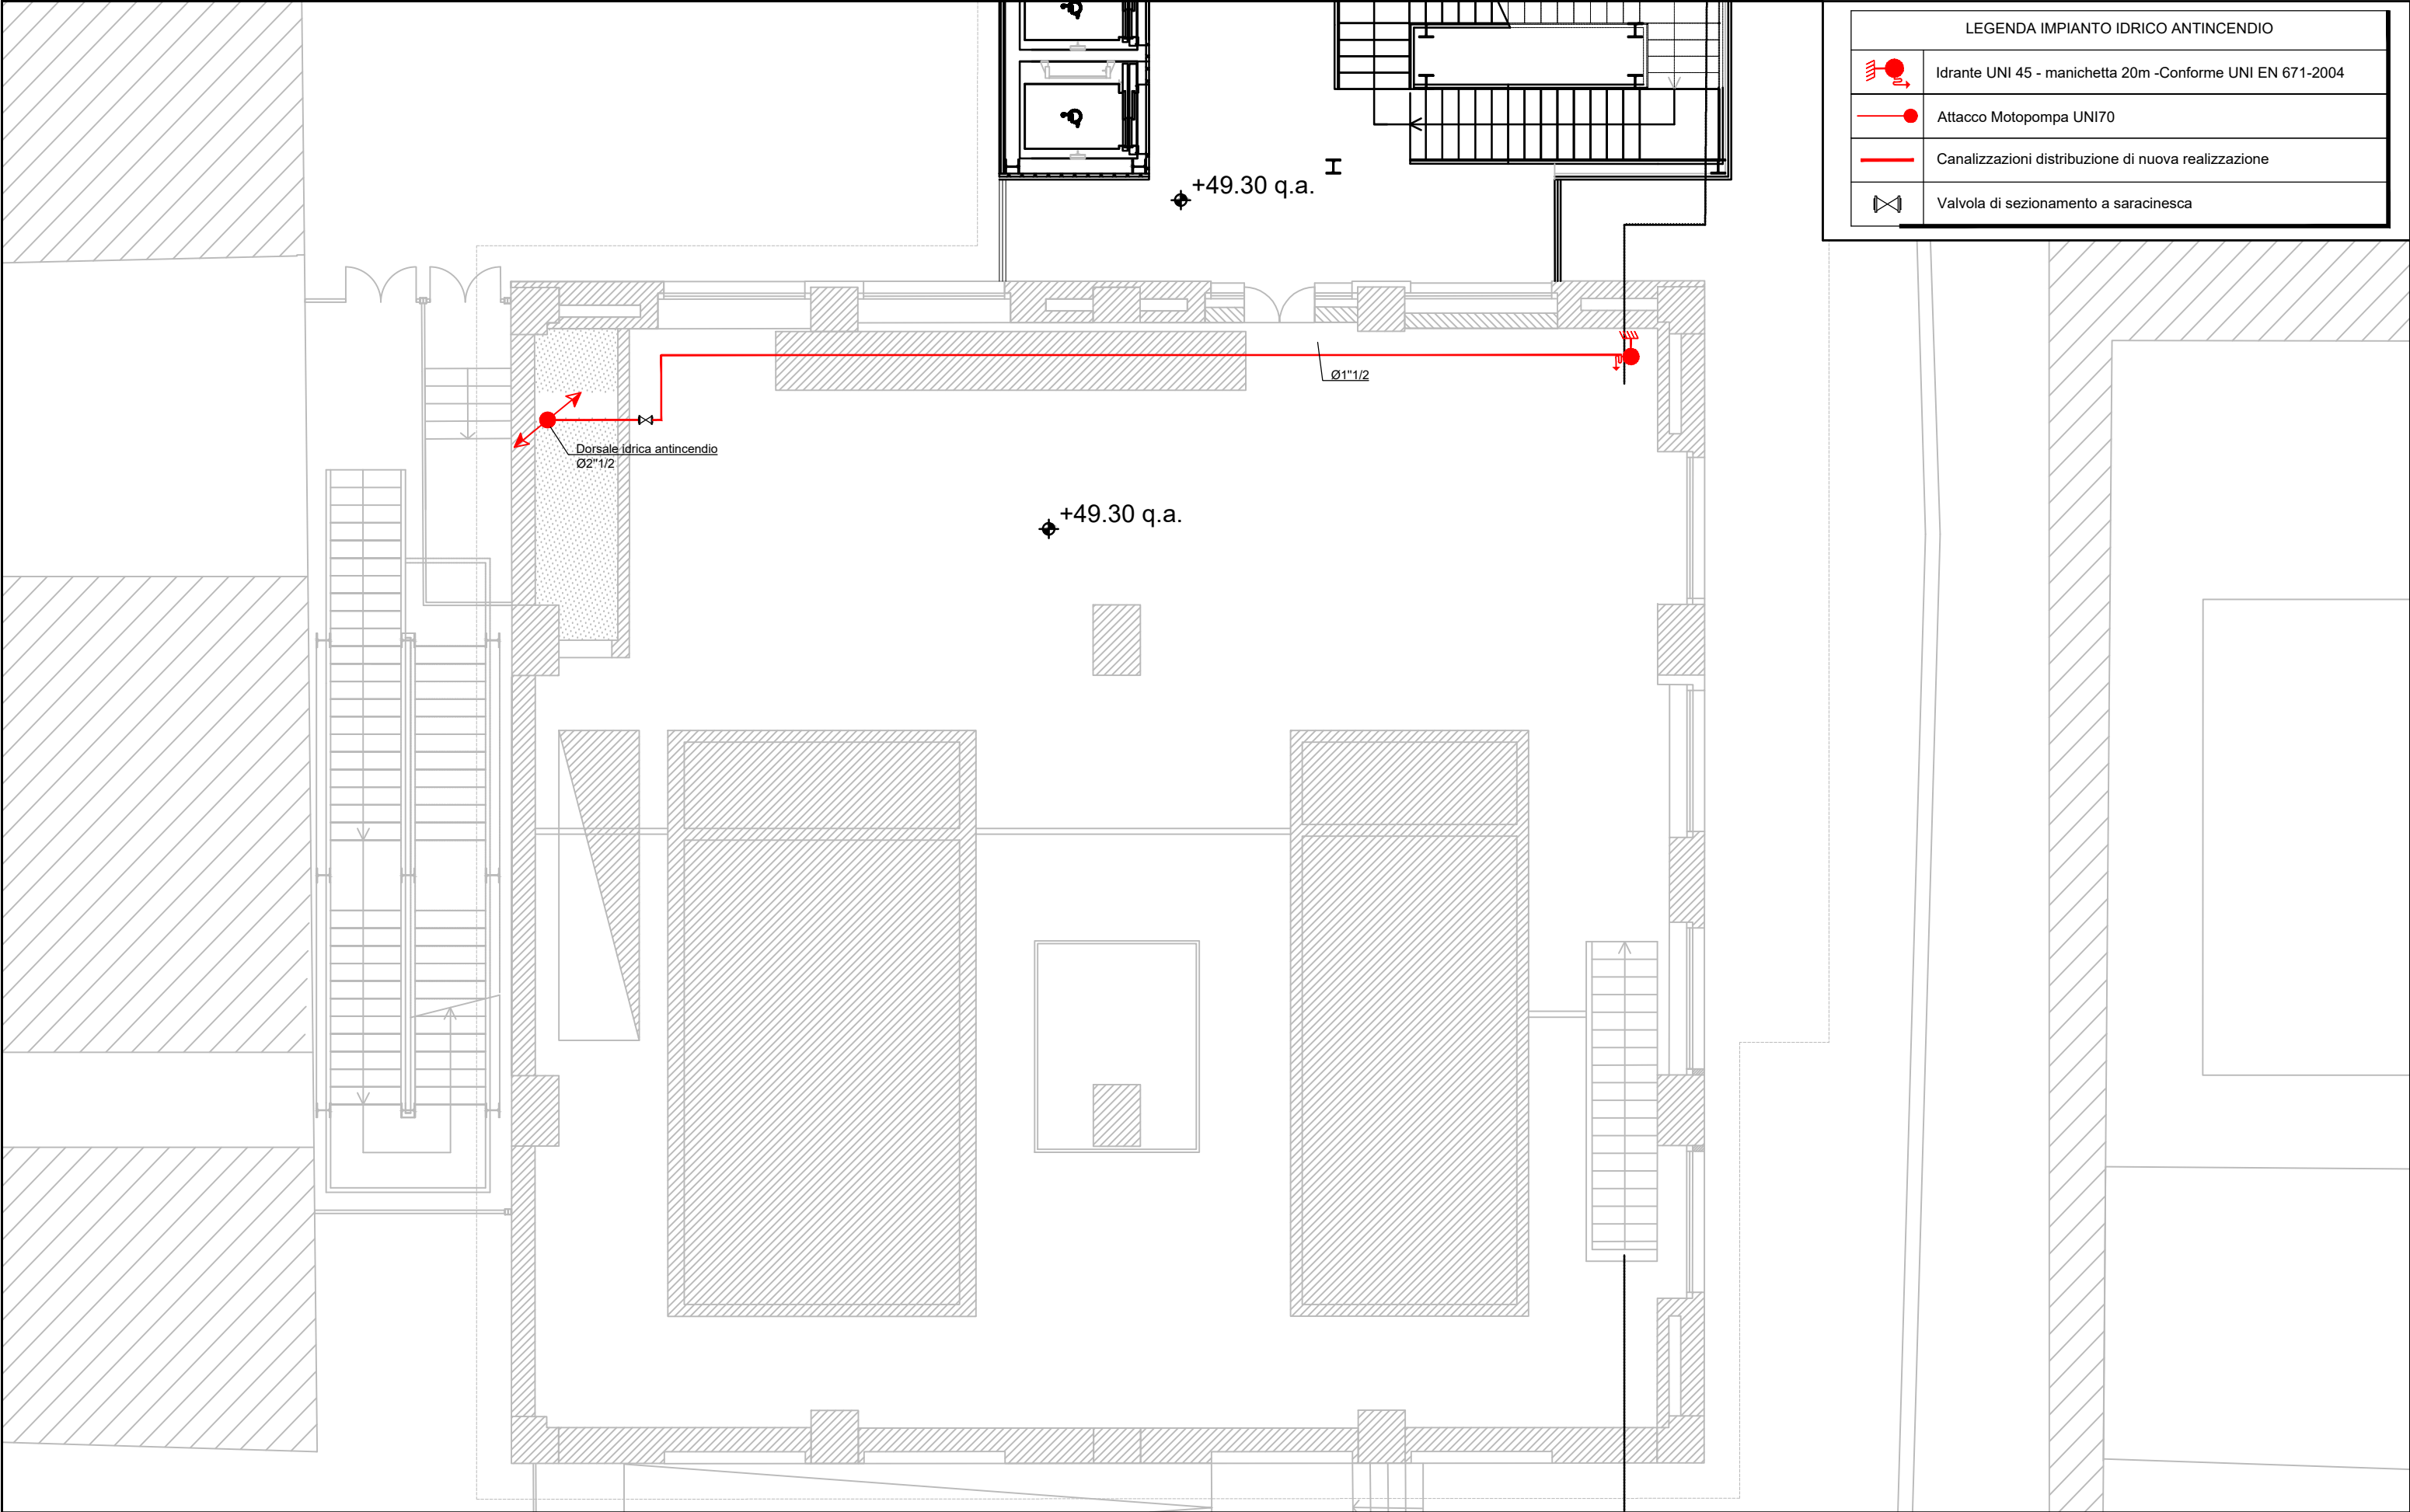 LEGENDA IMPIANTO IDRICO ANTINCENDIO
Idrante UNI 45 - manichetta 20m -Conforme UNI EN 671-2004
Attacco Motopompa UNI70
Canalizzazioni distribuzione di nuova realizzazione
Valvola di sezionamento a saracinesca
+49.30 q.a.
Ø1"1/2
Dorsale idrica antincendio
Ø2"1/2
+49.30 q.a.